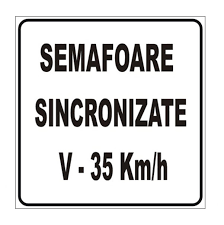 SEMAFOARE
SINCRONIZATE
V - 35 Km/h